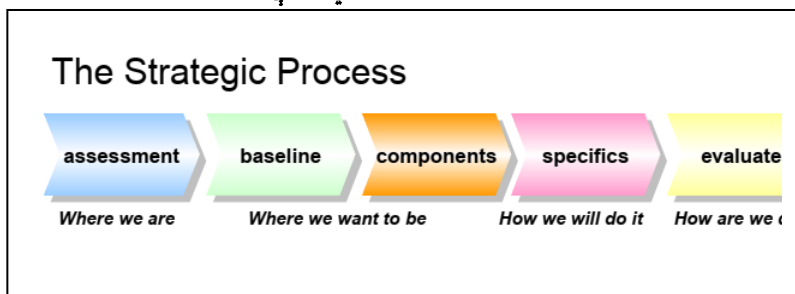 The Strategic Process
assessment baseline components specifics evaluate
Where we are Where we want to be How we will do it How are we